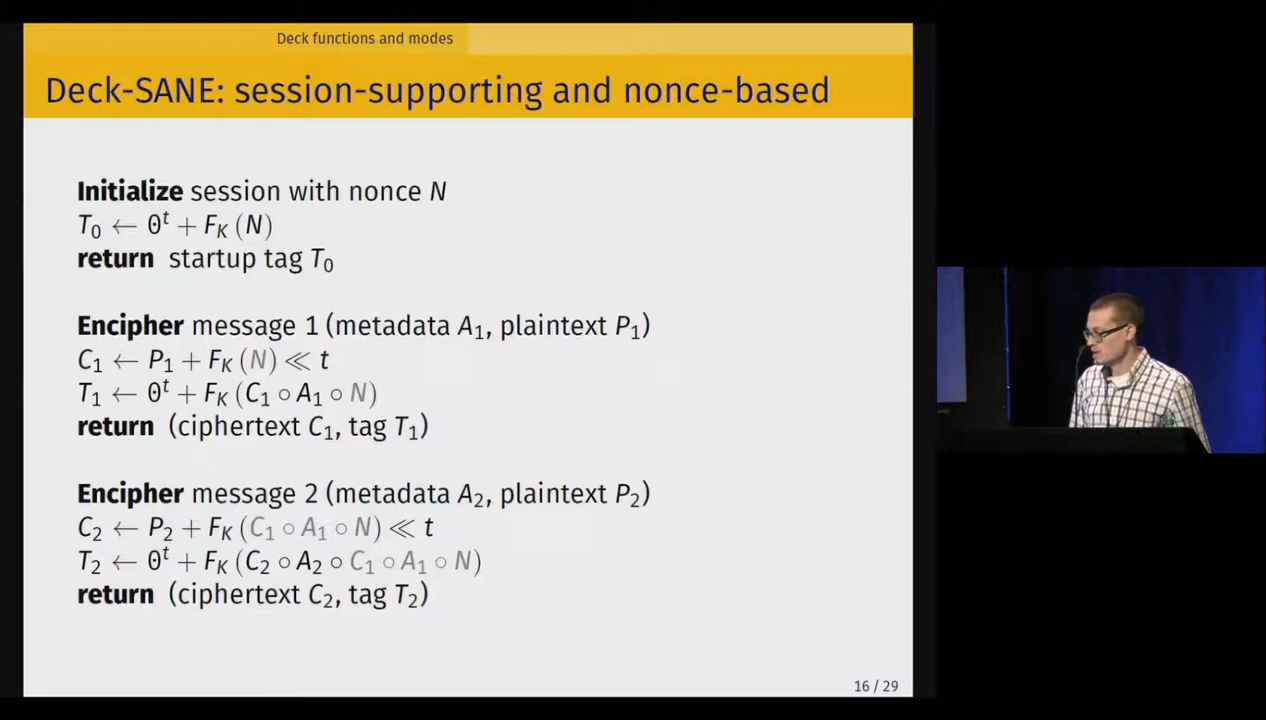 Deck functions and modes
Deck-SANE: session-supporting and nonce-based
Initialize session with nonce N
T₀ ← 0ᵗ + F_K (N)
return startup tag T₀
Encipher message 1 (metadata A₁, plaintext P₁)
C₁ ← P₁ + F_K (N) ≪ t
T₁ ← 0ᵗ + F_K (C₁ ∘ A₁ ∘ N)
return (ciphertext C₁, tag T₁)
Encipher message 2 (metadata A₂, plaintext P₂)
C₂ ← P₂ + F_K (C₁ ∘ A₁ ∘ N) ≪ t
T₂ ← 0ᵗ + F_K (C₂ ∘ A₂ ∘ C₁ ∘ A₁ ∘ N)
return (ciphertext C₂, tag T₂)
16 / 29